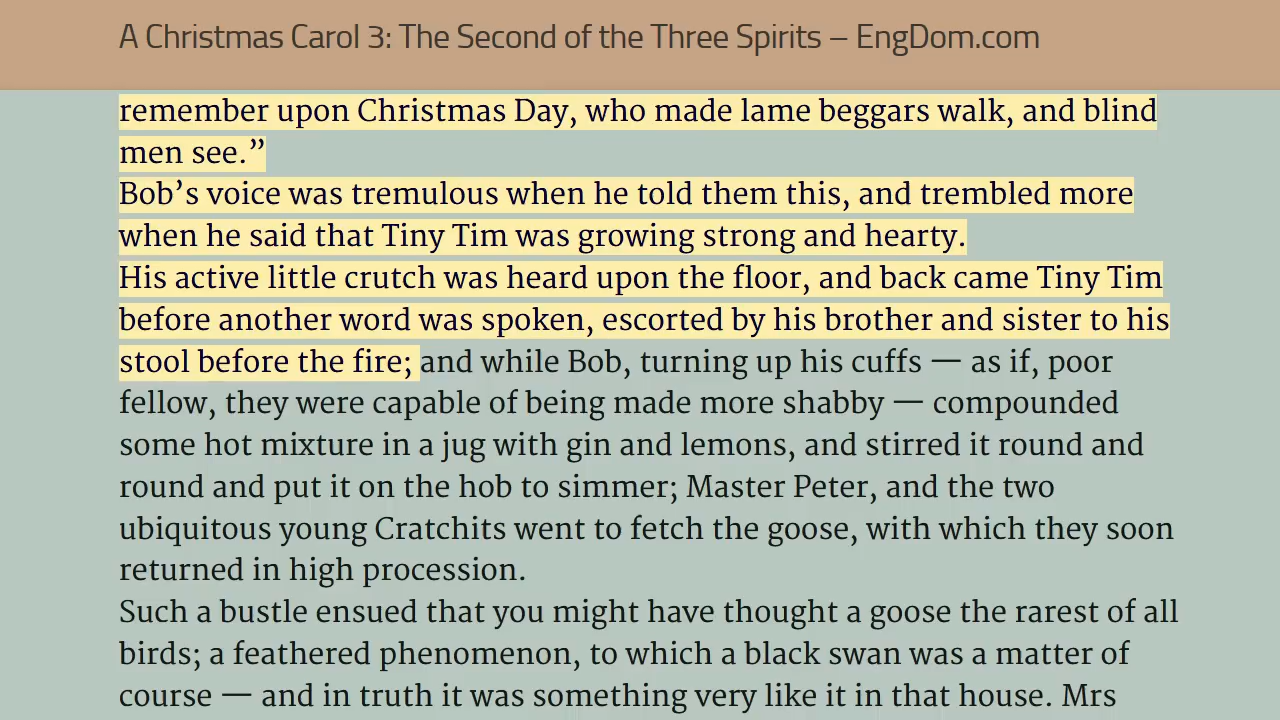 A Christmas Carol 3: The Second of the Three Spirits – EngDom.com
remember upon Christmas Day, who made lame beggars walk, and blind
men see.”
Bob’s voice was tremulous when he told them this, and trembled more
when he said that Tiny Tim was growing strong and hearty.
His active little crutch was heard upon the floor, and back came Tiny Tim
before another word was spoken, escorted by his brother and sister to his
stool before the fire; and while Bob, turning up his cuffs — as if, poor
fellow, they were capable of being made more shabby — compounded
some hot mixture in a jug with gin and lemons, and stirred it round and
round and put it on the hob to simmer; Master Peter, and the two
ubiquitous young Cratchits went to fetch the goose, with which they soon
returned in high procession.
Such a bustle ensued that you might have thought a goose the rarest of all
birds; a feathered phenomenon, to which a black swan was a matter of
course — and in truth it was something very like it in that house. Mrs